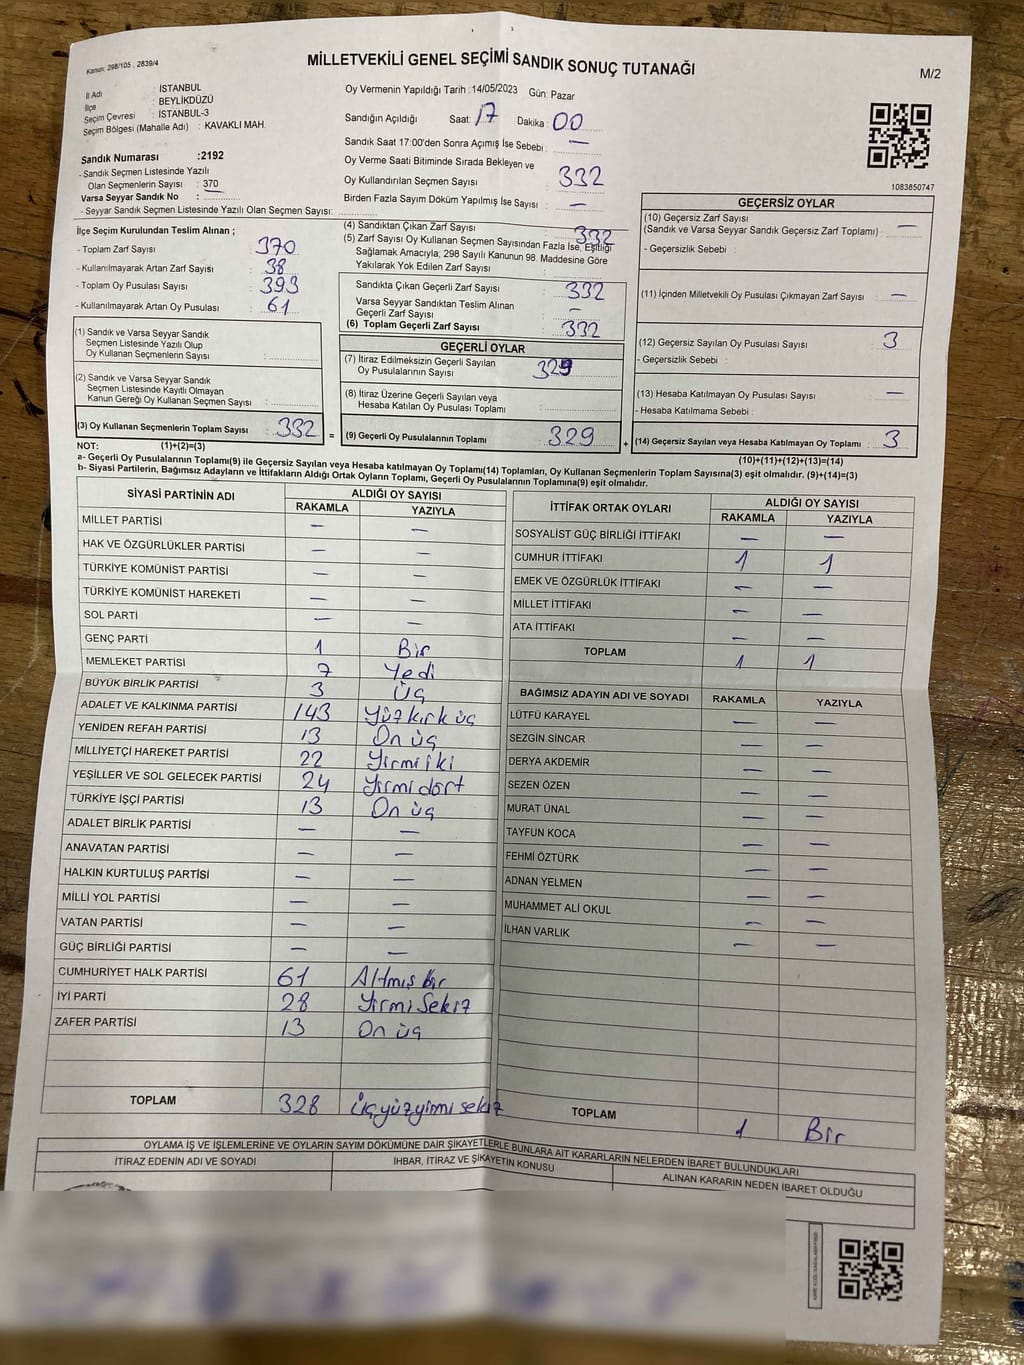 Kanun: 298/105 , 2839/4
MİLLETVEKİLİ GENEL SEÇİMİ SANDIK SONUÇ TUTANAĞI
M/2
İl Adı : İSTANBUL
İlçe : BEYLİKDÜZÜ
Seçim Çevresi : İSTANBUL-3
Seçim Bölgesi (Mahalle Adı) : KAVAKLI MAH.
Sandık Numarası :2192
- Sandık Seçmen Listesinde Yazılı
Olan Seçmenlerin Sayısı : 370
Varsa Seyyar Sandık No :
- Seyyar Sandık Seçmen Listesinde Yazılı Olan Seçmen Sayısı:
Oy Vermenin Yapıldığı Tarih :14/05/2023 Gün: Pazar
Sandığın Açıldığı Saat: 17 Dakika : 00
Sandık Saat 17:00'den Sonra Açılmış İse Sebebi : —
Oy Verme Saati Bitiminde Sırada Bekleyen ve
Oy Kullandırılan Seçmen Sayısı : 332
Birden Fazla Sayım Döküm Yapılmış İse Sayısı : —
1083850747
İlçe Seçim Kurulundan Teslim Alınan ;
- Toplam Zarf Sayısı : 370
- Kullanılmayarak Artan Zarf Sayısı : 38
- Toplam Oy Pusulası Sayısı : 393
- Kullanılmayarak Artan Oy Pusulası : 61
(1) Sandık ve Varsa Seyyar Sandık
Seçmen Listesinde Yazılı Olup
Oy Kullanan Seçmenlerin Sayısı :
(2) Sandık ve Varsa Seyyar Sandık
Seçmen Listesinde Kayıtlı Olmayan
Kanun Gereği Oy Kullanan Seçmen Sayısı :
(3) Oy Kullanan Seçmenlerin Toplam Sayısı : 332
(4) Sandıktan Çıkan Zarf Sayısı : 332
(5) Zarf Sayısı Oy Kullanan Seçmen Sayısından Fazla İse, Eşitliği
Sağlamak Amacıyla, 298 Sayılı Kanunun 98. Maddesine Göre
Yakılarak Yok Edilen Zarf Sayısı :
Sandıkta Çıkan Geçerli Zarf Sayısı : 332
Varsa Seyyar Sandıktan Teslim Alınan
Geçerli Zarf Sayısı : —
(6) Toplam Geçerli Zarf Sayısı : 332
GEÇERLİ OYLAR
(7) İtiraz Edilmeksizin Geçerli Sayılan
Oy Pusulalarının Sayısı : 329
(8) İtiraz Üzerine Geçerli Sayılan veya
Hesaba Katılan Oy Pusulası Toplamı :
= (9) Geçerli Oy Pusulalarının Toplamı : 329
GEÇERSİZ OYLAR
(10) Geçersiz Zarf Sayısı
(Sandık ve Varsa Seyyar Sandık Geçersiz Zarf Toplamı) : —
- Geçersizlik Sebebi :
(11) İçinden Milletvekili Oy Pusulası Çıkmayan Zarf Sayısı : —
(12) Geçersiz Sayılan Oy Pusulası Sayısı : 3
- Geçersizlik Sebebi :
(13) Hesaba Katılmayan Oy Pusulası Sayısı : —
- Hesaba Katılmama Sebebi :
+ (14) Geçersiz Sayılan veya Hesaba Katılmayan Oy Toplamı : 3
NOT: (1)+(2)=(3)
(10)+(11)+(12)+(13)=(14)
a- Geçerli Oy Pusulalarının Toplamı(9) ile Geçersiz Sayılan veya Hesaba katılmayan Oy Toplamı(14) Toplamları, Oy Kullanan Seçmenlerin Toplam Sayısına(3) eşit olmalıdır. (9)+(14)=(3)
b- Siyasi Partilerin, Bağımsız Adayların ve İttifakların Aldığı Ortak Oyların Toplamı, Geçerli Oy Pusulalarının Toplamına(9) eşit olmalıdır.
SİYASİ PARTİNİN ADI ALDIĞI OY SAYISI
RAKAMLA YAZIYLA
MİLLET PARTİSİ — —
HAK VE ÖZGÜRLÜKLER PARTİSİ — —
TÜRKİYE KOMÜNİST PARTİSİ — —
TÜRKİYE KOMÜNİST HAREKETİ — —
SOL PARTİ — —
GENÇ PARTİ 1 Bir
MEMLEKET PARTİSİ 7 Yedi
BÜYÜK BİRLİK PARTİSİ 3 Üç
ADALET VE KALKINMA PARTİSİ 143 Yüz kırk üç
YENİDEN REFAH PARTİSİ 13 On üç
MİLLİYETÇİ HAREKET PARTİSİ 22 Yirmi iki
YEŞİLLER VE SOL GELECEK PARTİSİ 24 Yirmi dört
TÜRKİYE İŞÇİ PARTİSİ 13 On üç
ADALET BİRLİK PARTİSİ — —
ANAVATAN PARTİSİ — —
HALKIN KURTULUŞ PARTİSİ — —
MİLLİ YOL PARTİSİ — —
VATAN PARTİSİ — —
GÜÇ BİRLİĞİ PARTİSİ — —
CUMHURİYET HALK PARTİSİ 61 Altmış bir
İYİ PARTİ 28 Yirmi Sekiz
ZAFER PARTİSİ 13 On üç
TOPLAM 328 Üçyüzyirmi sekiz
İTTİFAK ORTAK OYLARI ALDIĞI OY SAYISI
RAKAMLA YAZIYLA
SOSYALİST GÜÇ BİRLİĞİ İTTİFAKI — —
CUMHUR İTTİFAKI 1 1
EMEK VE ÖZGÜRLÜK İTTİFAKI — —
MİLLET İTTİFAKI — —
ATA İTTİFAKI — —
TOPLAM 1 1
BAĞIMSIZ ADAYIN ADI VE SOYADI RAKAMLA YAZIYLA
LÜTFÜ KARAYEL — —
SEZGİN SİNCAR — —
DERYA AKDEMİR — —
SEZEN ÖZEN — —
MURAT ÜNAL — —
TAYFUN KOCA — —
FEHMİ ÖZTÜRK — —
ADNAN YELMEN — —
MUHAMMET ALİ OKUL — —
İLHAN VARLIK — —
TOPLAM 1 Bir
OYLAMA İŞ VE İŞLEMLERİNE VE OYLARIN SAYIM DÖKÜMÜNE DAİR ŞİKAYETLERLE BUNLARA AİT KARARLARIN NELERDEN İBARET BULUNDUKLARI
İTİRAZ EDENİN ADI VE SOYADI İHBAR, İTİRAZ VE ŞİKAYETİN KONUSU ALINAN KARARIN NEDEN İBARET OLDUĞU